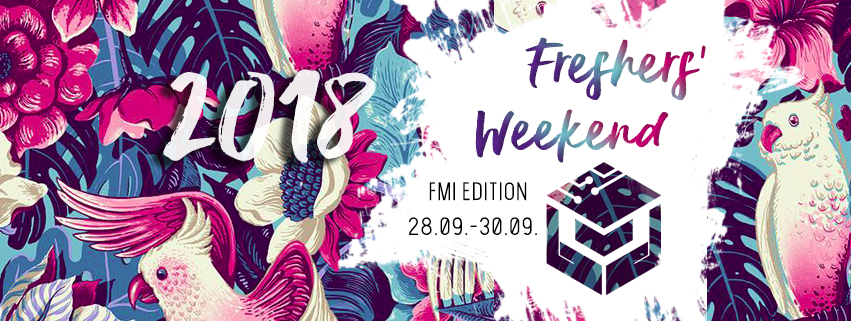 2018
Freshers'
Weekend
FMI EDITION
28.09.-30.09.